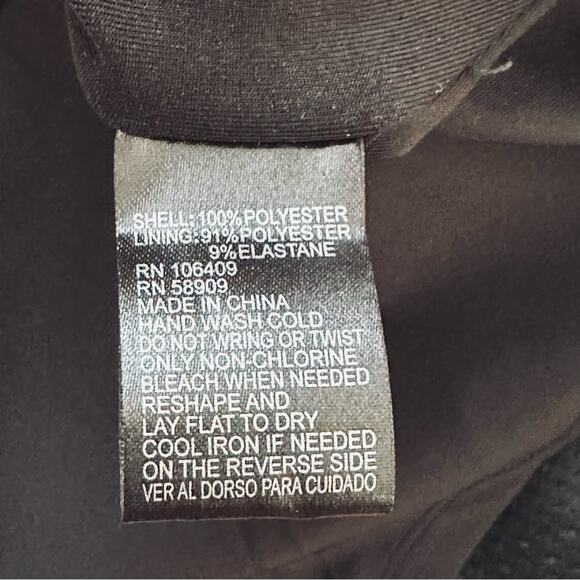 SHELL: 100% POLYESTER
LINING: 91% POLYESTER
9% ELASTANE
RN 106409
RN 58909
MADE IN CHINA
HAND WASH COLD
DO NOT WRING OR TWIST
ONLY NON-CHLORINE
BLEACH WHEN NEEDED
RESHAPE AND
LAY FLAT TO DRY
COOL IRON IF NEEDED
ON THE REVERSE SIDE
VER AL DORSO PARA CUIDADO